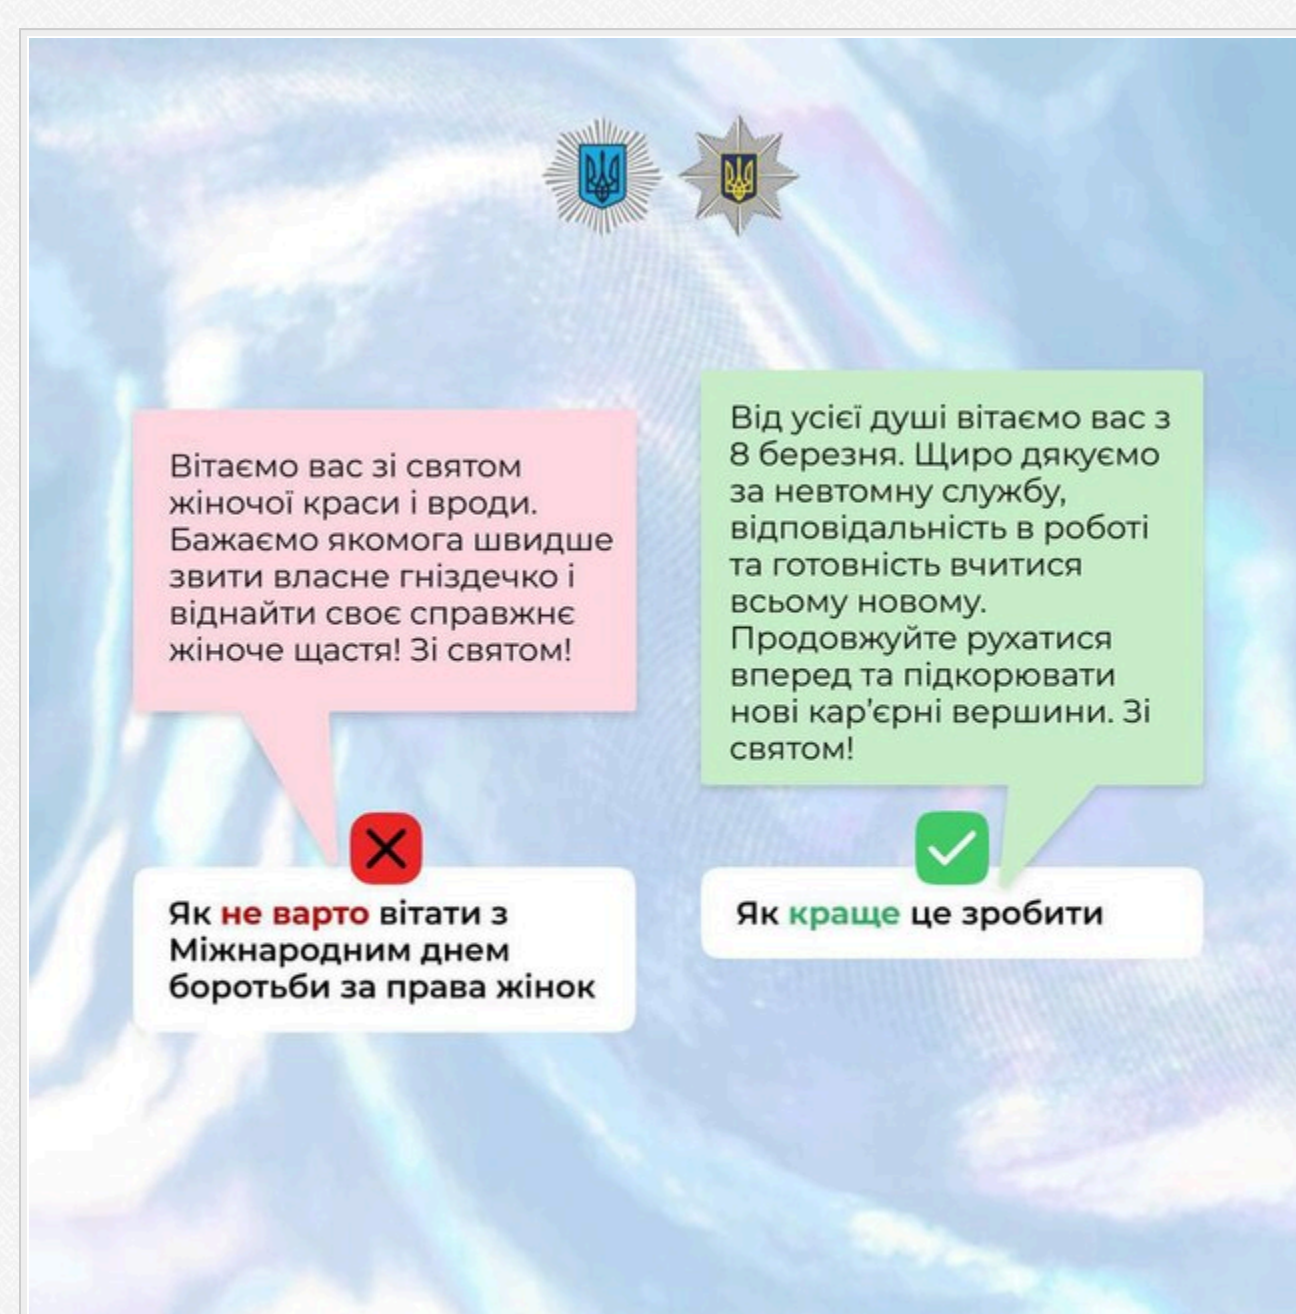 Вітаємо вас зі святом
жіночої краси і вроди.
Бажаємо якомога швидше
звити власне гніздечко і
віднайти своє справжнє
жіноче щастя! Зі святом!
Як не варто вітати з
Міжнародним днем
боротьби за права жінок
Від усієї душі вітаємо вас з
8 березня. Щиро дякуємо
за невтомну службу,
відповідальність в роботі
та готовність вчитися
всьому новому.
Продовжуйте рухатися
вперед та підкорювати
нові кар'єрні вершини. Зі
святом!
Як краще це зробити